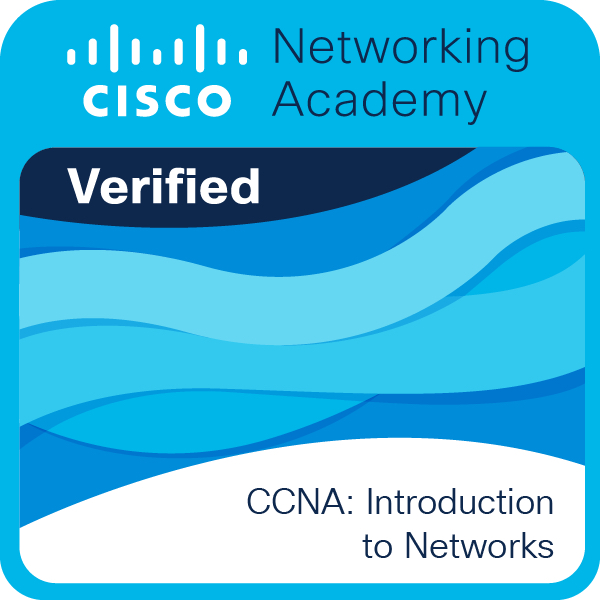 CISCO
Networking
Academy
Verified
CCNA: Introduction
to Networks